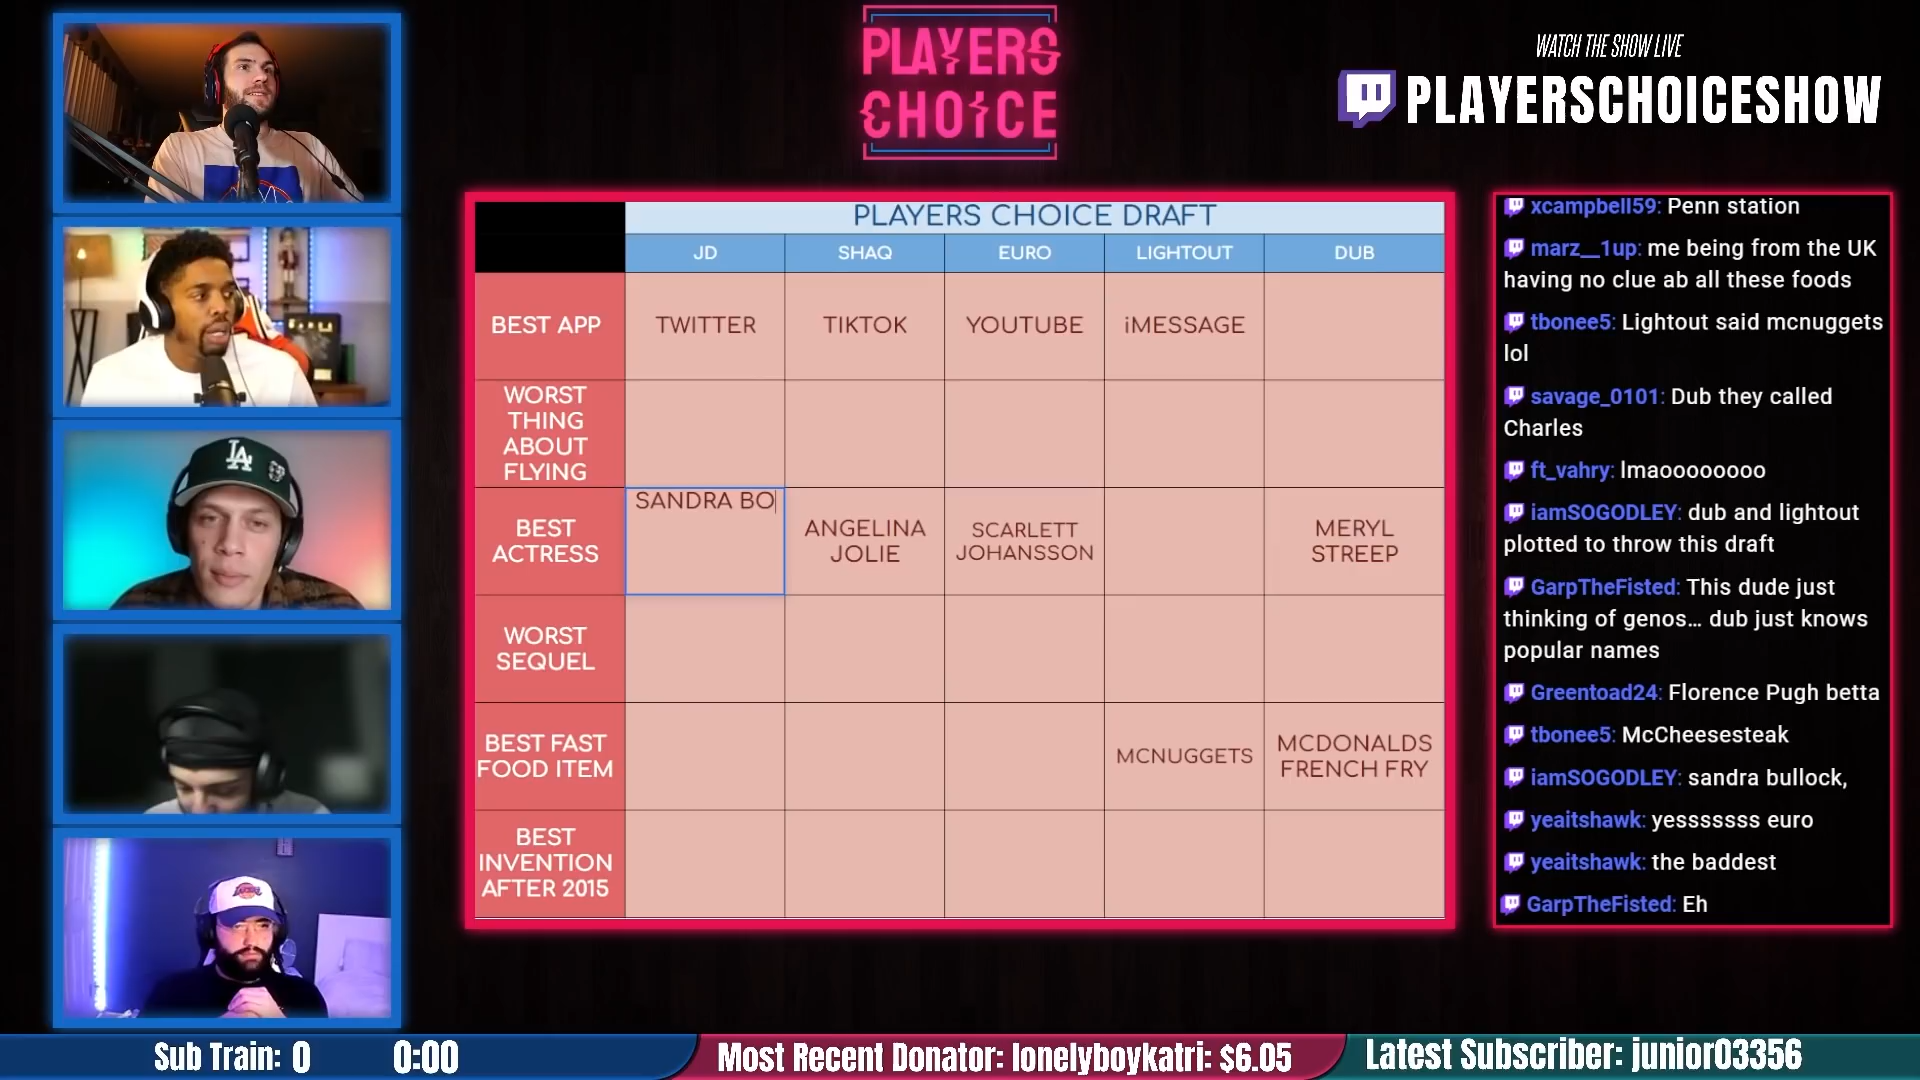 PLAYERS
CHOICE
WATCH THE SHOW LIVE
PLAYERSCHOICESHOW
PLAYERS CHOICE DRAFT
JD SHAQ EURO LIGHTOUT DUB
BEST APP TWITTER TIKTOK YOUTUBE iMESSAGE
WORST
THING
ABOUT
FLYING
BEST
ACTRESS
SANDRA BO
ANGELINA
JOLIE
SCARLETT
JOHANSSON
MERYL
STREEP
WORST
SEQUEL
BEST FAST
FOOD ITEM
MCNUGGETS
MCDONALDS
FRENCH FRY
BEST
INVENTION
AFTER 2015
xcampbell59: Penn station
marz__1up: me being from the UK
having no clue ab all these foods
tbonee5: Lightout said mcnuggets
lol
savage_0101: Dub they called
Charles
ft_vahry: lmaoooooooo
iamSOGODLEY: dub and lightout
plotted to throw this draft
GarpTheFisted: This dude just
thinking of genos... dub just knows
popular names
Greentoad24: Florence Pugh betta
tbonee5: McCheesesteak
iamSOGODLEY: sandra bullock,
yeaitshawk: yesssssss euro
yeaitshawk: the baddest
GarpTheFisted: Eh
LA
Sub Train: 0 0:00
Most Recent Donator: lonelyboykatri: $6.05
Latest Subscriber: junior03356